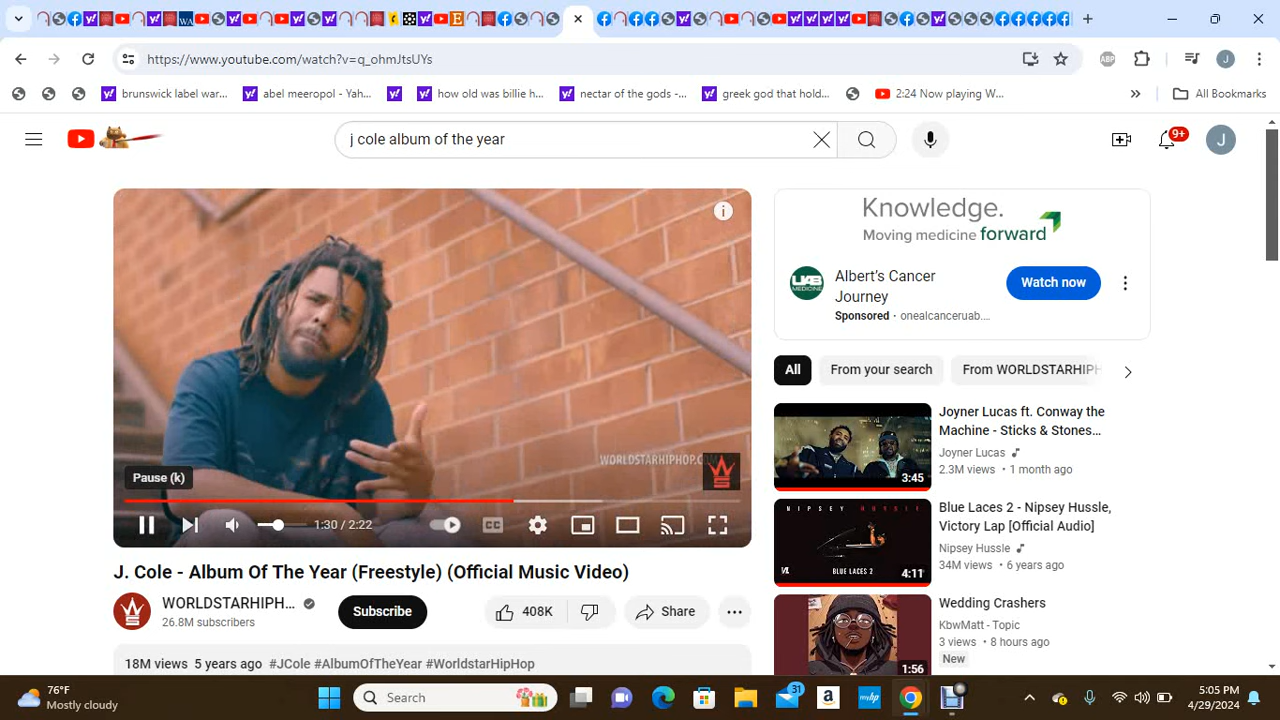 https://www.youtube.com/watch?v=q_ohmJtsUYs
J
brunswick label war...
abel meeropol - Yah...
how old was billie h...
nectar of the gods -...
greek god that hold...
2:24 Now playing W...
»
All Bookmarks
j cole album of the year
9+
J
Knowledge.
Moving medicine forward
UAB
MEDICINE
Albert's Cancer
Journey
Watch now
Sponsored • onealcanceruab....
All
From your search
From WORLDSTARHIPH
WORLDSTARHIPHOP.CO
Pause (k)
1:30 / 2:22
CC
J. Cole - Album Of The Year (Freestyle) (Official Music Video)
WORLDSTARHIPH...
26.8M subscribers
Subscribe
408K
Share
18M views 5 years ago #JCole #AlbumOfTheYear #WorldstarHipHop
Joyner Lucas ft. Conway the
Machine - Sticks & Stones...
Joyner Lucas
2.3M views • 1 month ago
3:45
NIPSEY HUSSLE
BLUE LACES 2
4:11
Blue Laces 2 - Nipsey Hussle,
Victory Lap [Official Audio]
Nipsey Hussle
34M views • 6 years ago
1:56
Wedding Crashers
KbwMatt - Topic
3 views • 8 hours ago
New
76°F
Mostly cloudy
Search
31
5:05 PM
4/29/2024